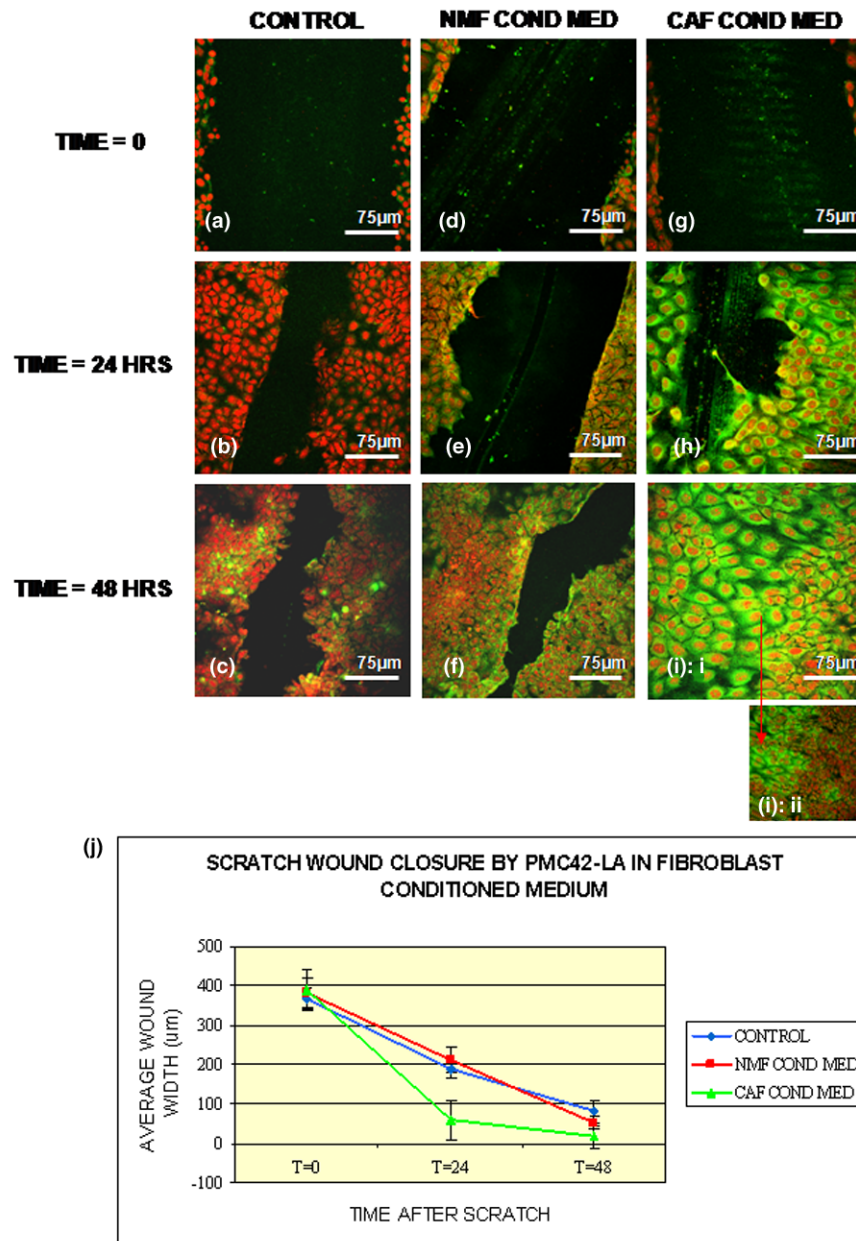 CONTROL NMF COND MED CAF COND MED
TIME = 0
(a) 75µm (d) 75µm (g) 75µm
TIME = 24 HRS
(b) 75µm (e) 75µm (h) 75µm
TIME = 48 HRS
(c) 75µm (f) 75µm (i): i 75µm
(i): ii
(j)
SCRATCH WOUND CLOSURE BY PMC42-LA IN FIBROBLAST
CONDITIONED MEDIUM
AVERAGE WOUND
WIDTH (um)
500
400
300
200
100
0
-100
T=0 T=24 T=48
TIME AFTER SCRATCH
CONTROL
NMF COND MED
CAF COND MED